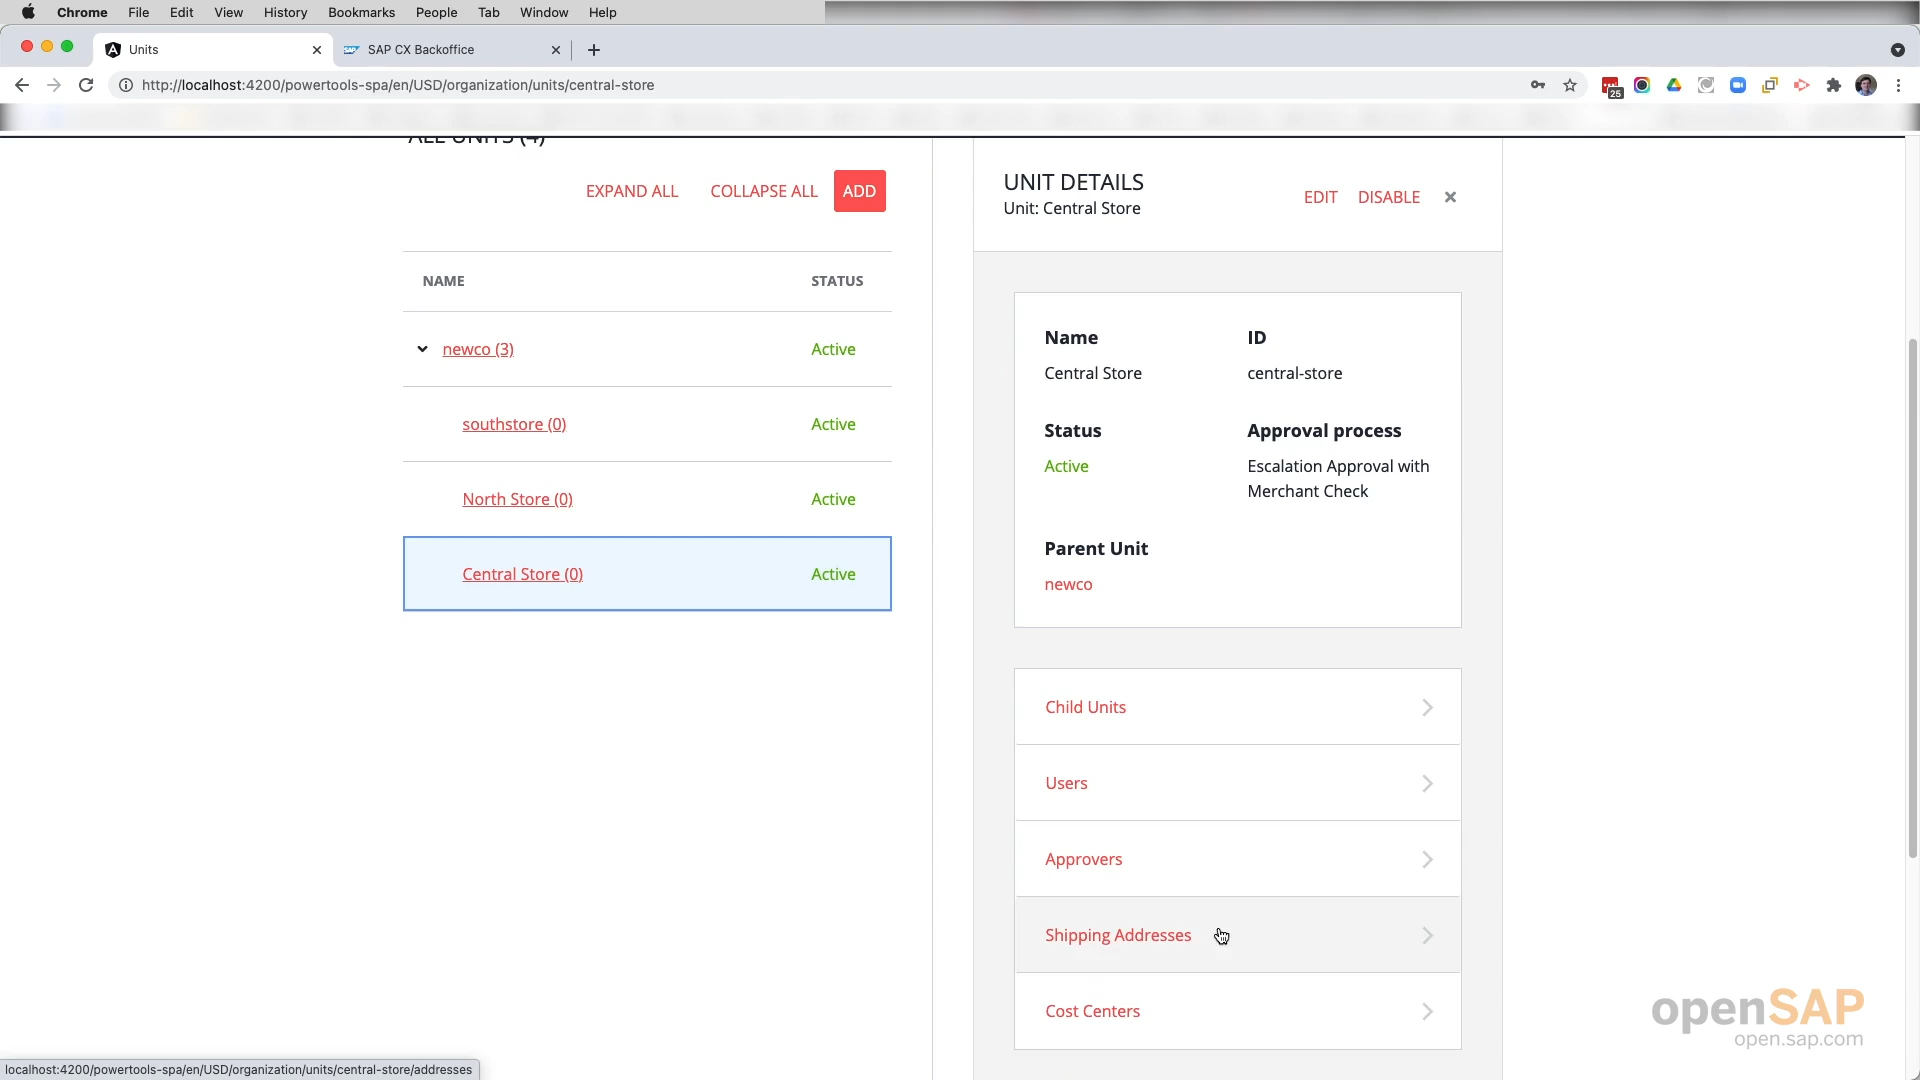 Chrome File Edit View History Bookmarks People Tab Window Help
Units
SAP CX Backoffice
http://localhost:4200/powertools-spa/en/USD/organization/units/central-store
25
ALL UNITS (4)
EXPAND ALL COLLAPSE ALL ADD
NAME STATUS
newco (3) Active
southstore (0) Active
North Store (0) Active
Central Store (0) Active
UNIT DETAILS
Unit: Central Store
EDIT DISABLE
Name ID
Central Store central-store
Status Approval process
Active Escalation Approval with
Merchant Check
Parent Unit
newco
Child Units
Users
Approvers
Shipping Addresses
Cost Centers
openSAP
open.sap.com
localhost:4200/powertools-spa/en/USD/organization/units/central-store/addresses